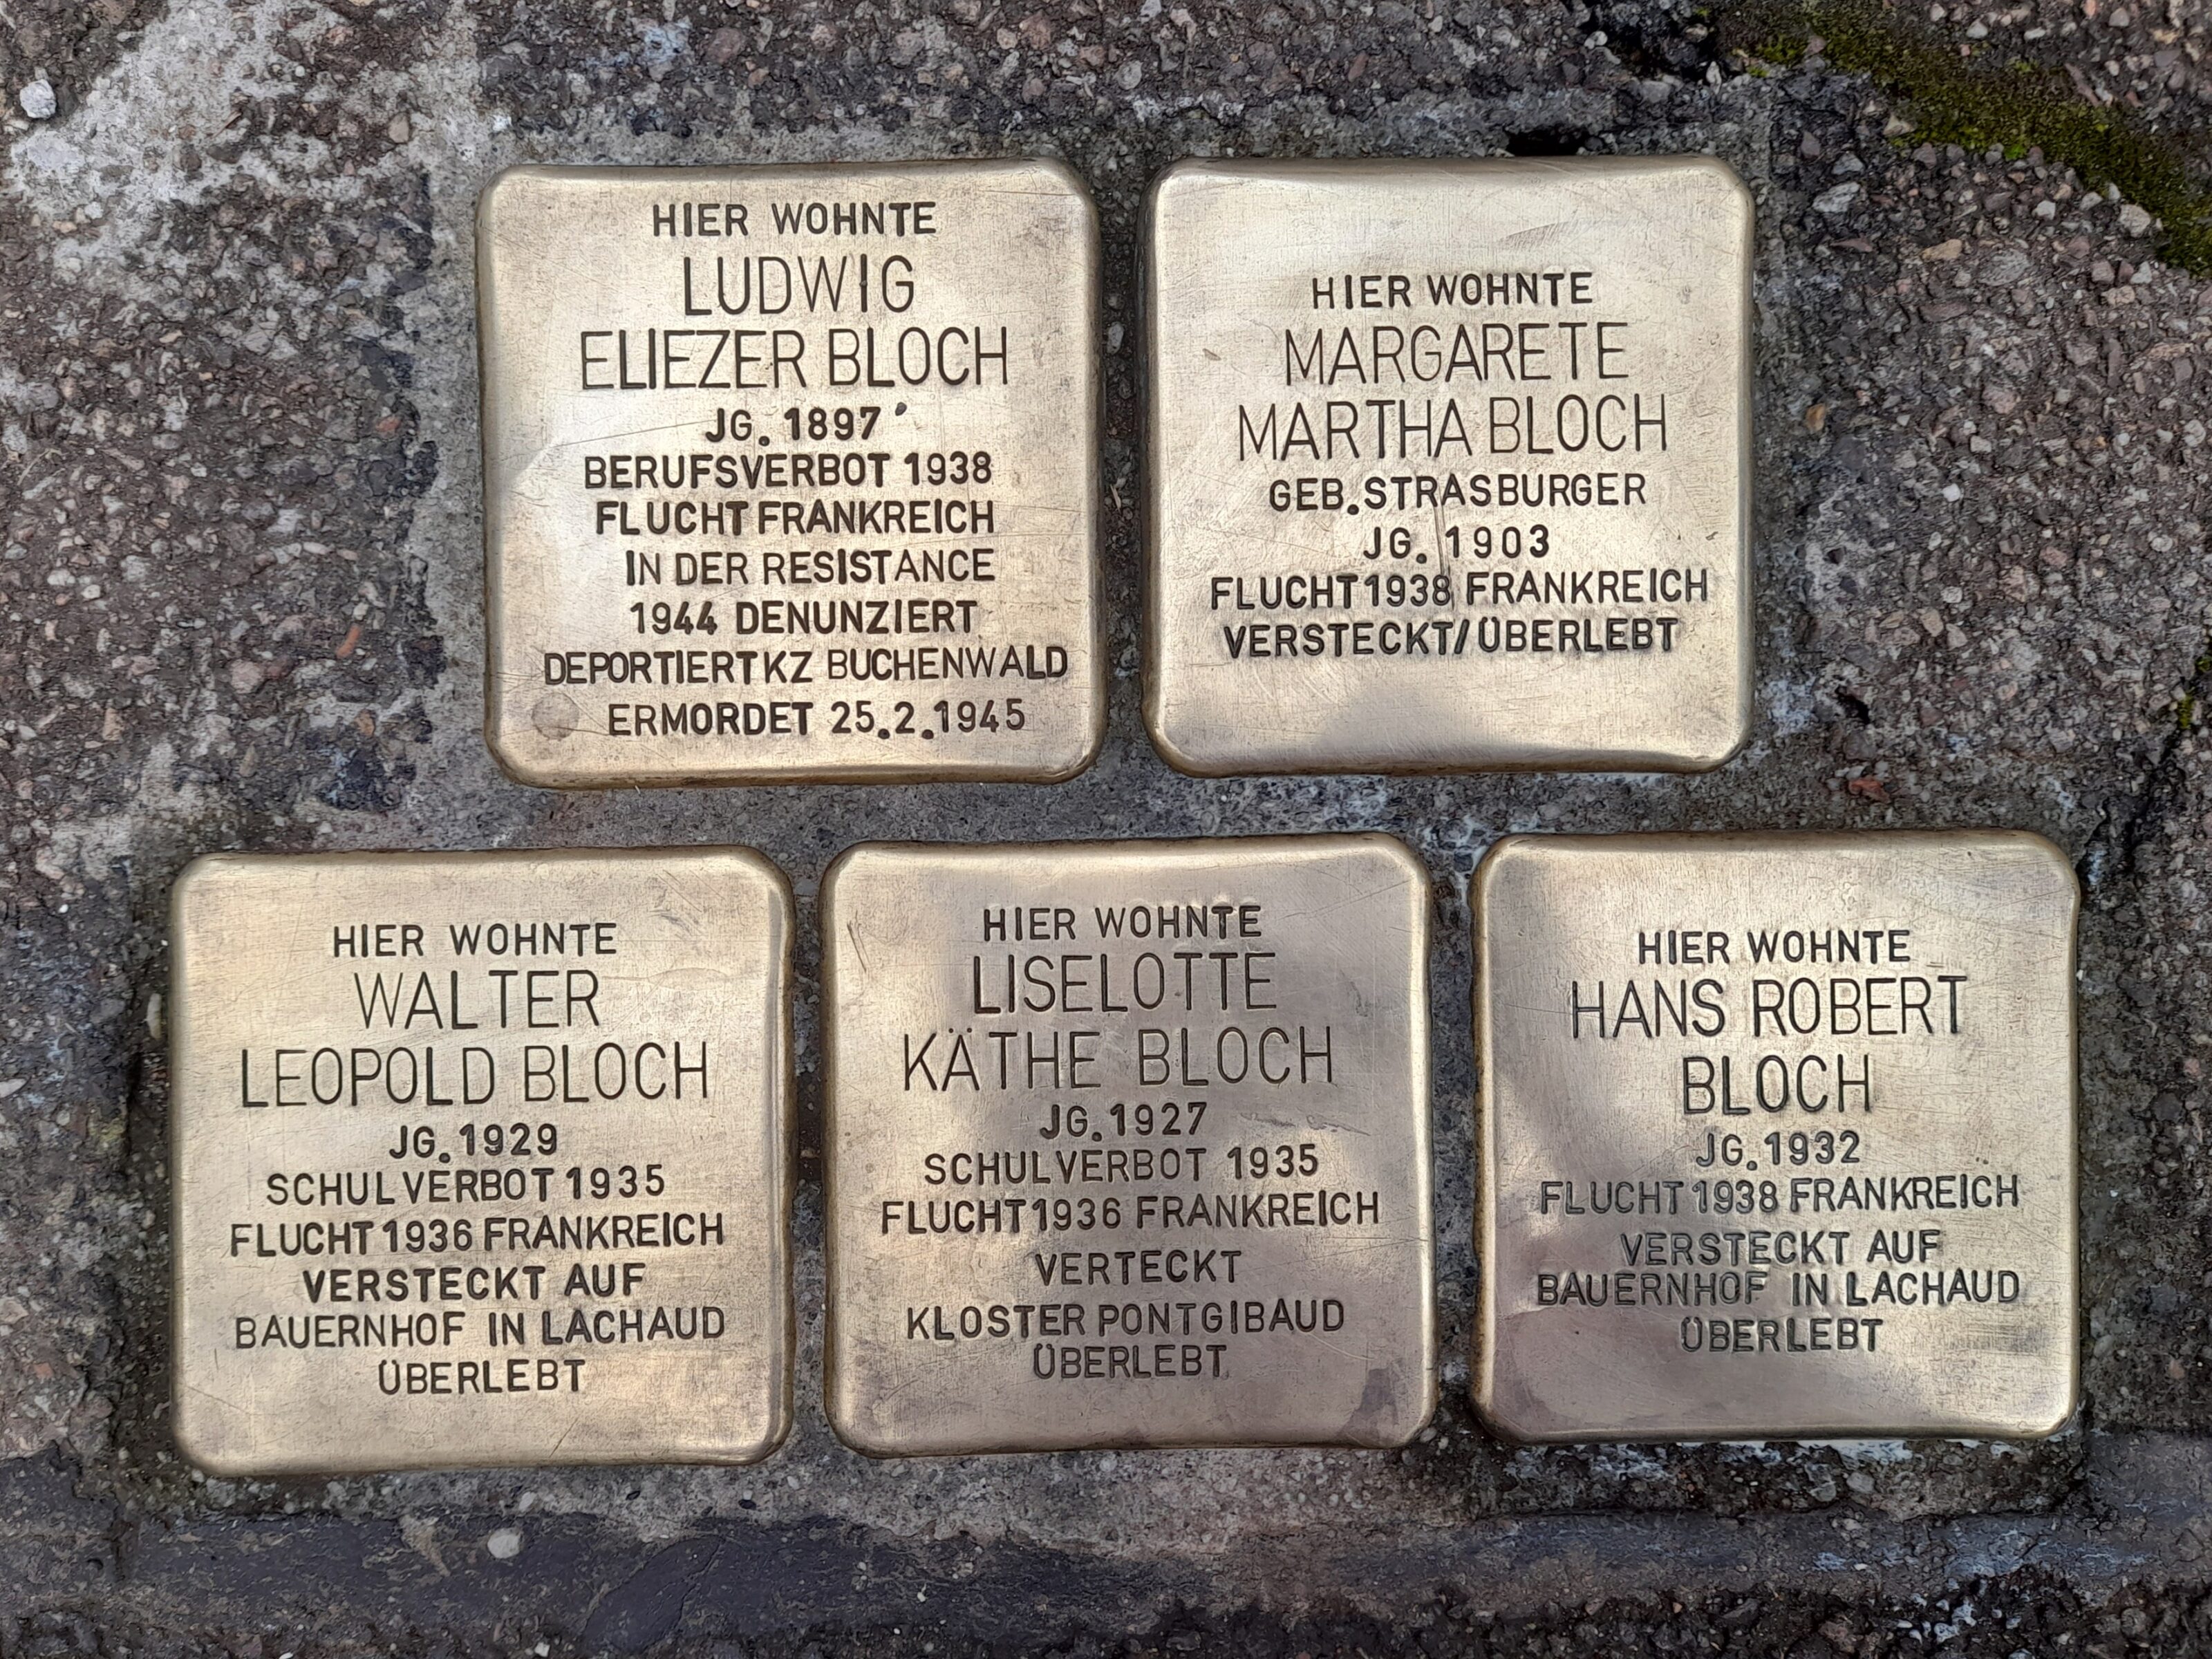 HIER WOHNTE
LUDWIG
ELIEZER BLOCH
JG. 1897
BERUFSVERBOT 1938
FLUCHT FRANKREICH
IN DER RESISTANCE
1944 DENUNZIERT
DEPORTIERT KZ BUCHENWALD
ERMORDET 25.2.1945
HIER WOHNTE
MARGARETE
MARTHA BLOCH
GEB. STRASBURGER
JG. 1903
FLUCHT 1938 FRANKREICH
VERSTECKT/ÜBERLEBT
HIER WOHNTE
WALTER
LEOPOLD BLOCH
JG. 1929
SCHULVERBOT 1935
FLUCHT 1936 FRANKREICH
VERSTECKT AUF
BAUERNHOF IN LACHAUD
ÜBERLEBT
HIER WOHNTE
LISELOTTE
KÄTHE BLOCH
JG. 1927
SCHULVERBOT 1935
FLUCHT 1936 FRANKREICH
VERTECKT
KLOSTER PONTGIBAUD
ÜBERLEBT
HIER WOHNTE
HANS ROBERT
BLOCH
JG. 1932
FLUCHT 1938 FRANKREICH
VERSTECKT AUF
BAUERNHOF IN LACHAUD
ÜBERLEBT